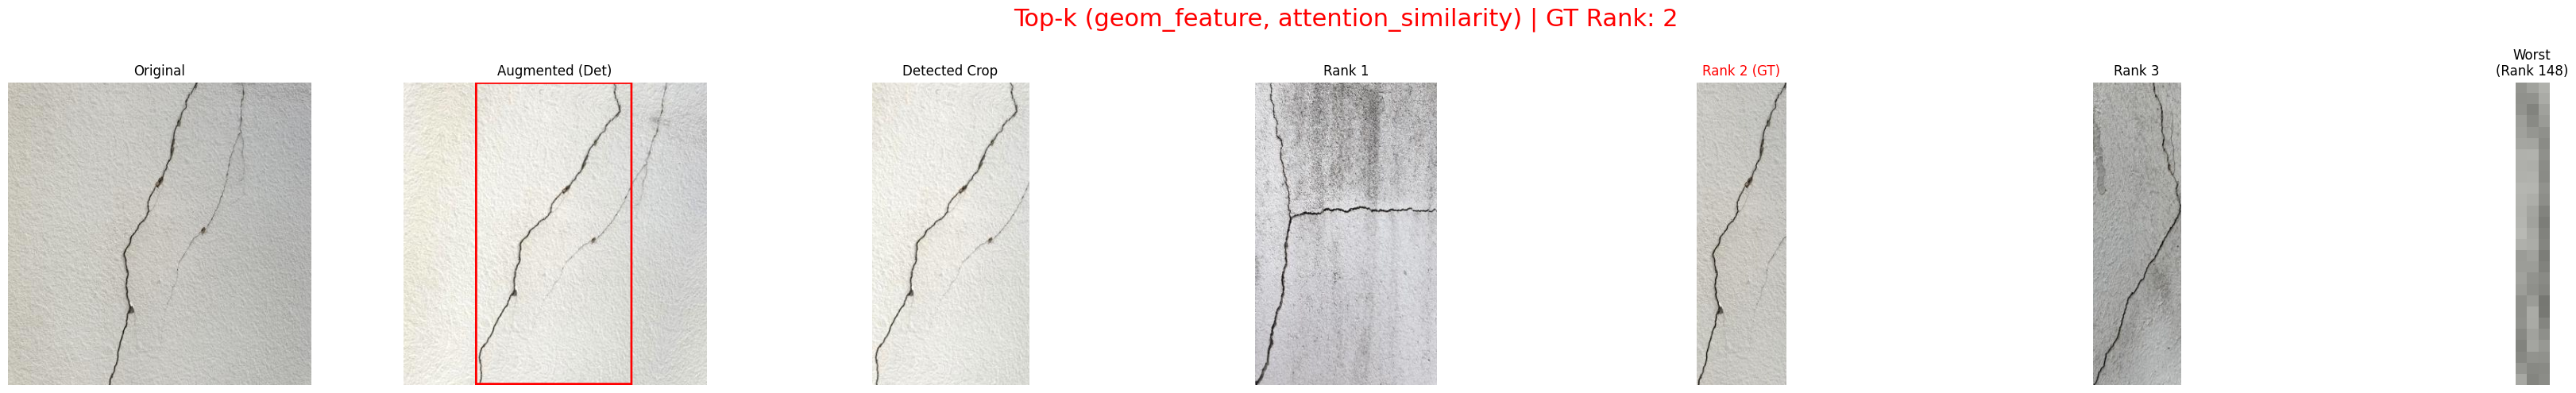 Top-k (geom_feature, attention_similarity) | GT Rank: 2
Original
Augmented (Det)
Detected Crop
Rank 1
Rank 2 (GT)
Rank 3
Worst
(Rank 148)